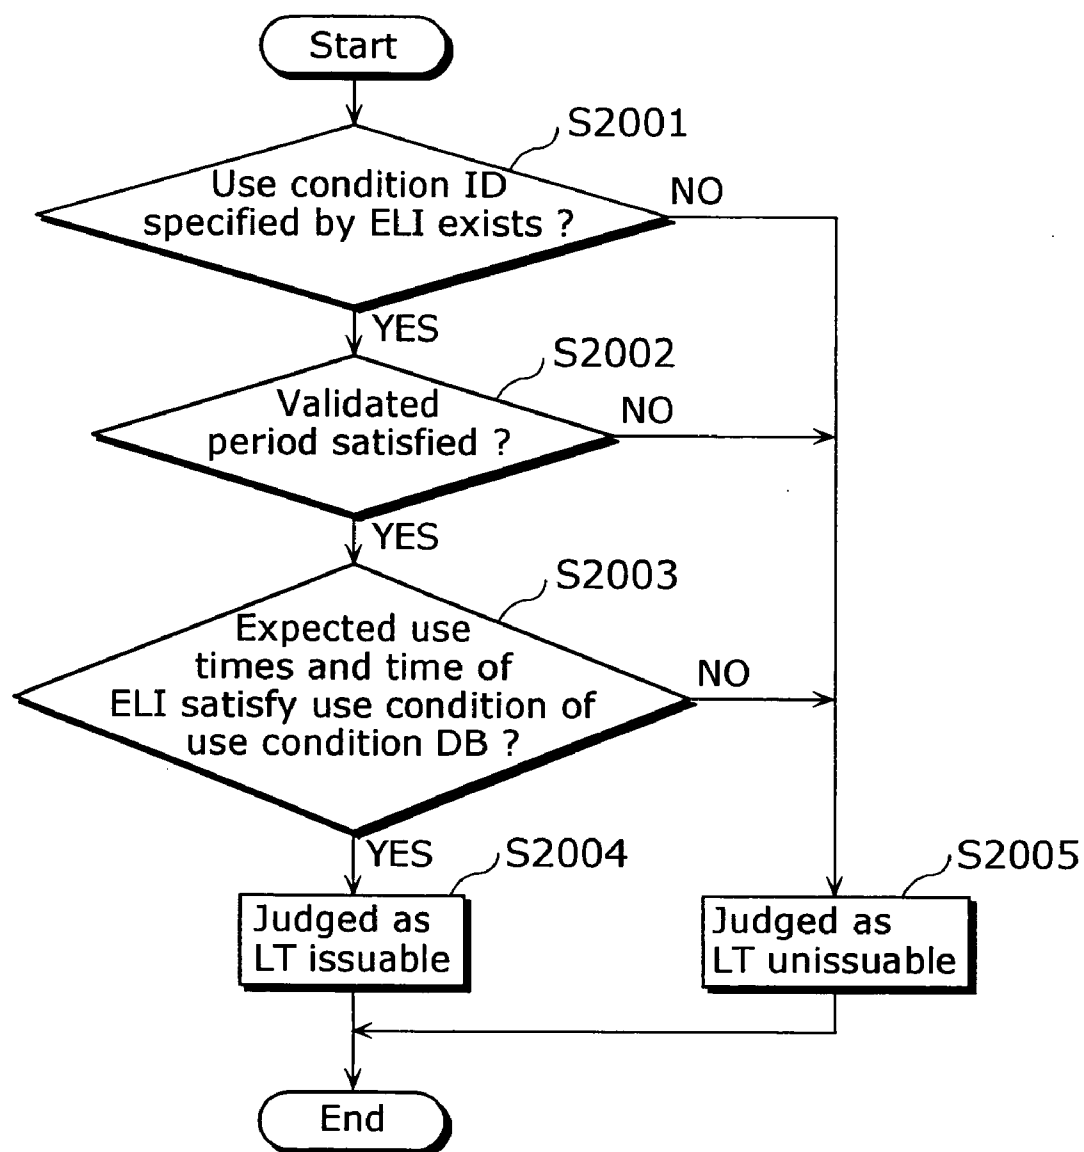 Start
S2001
Use condition ID
specified by ELI exists ?
NO
YES
S2002
Validated
period satisfied ?
NO
YES
S2003
Expected use
times and time of
ELI satisfy use condition of
use condition DB ?
NO
YES
S2004
Judged as
LT issuable
S2005
Judged as
LT unissuable
End